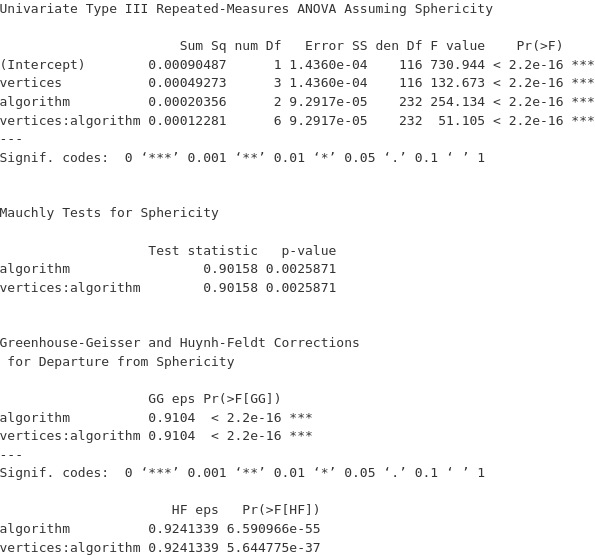 Univariate Type III Repeated-Measures ANOVA Assuming Sphericity
Sum Sq num Df Error SS den Df F value Pr(>F)
(Intercept) 0.00090487 1 1.4360e-04 116 730.944 < 2.2e-16 ***
vertices 0.00049273 3 1.4360e-04 116 132.673 < 2.2e-16 ***
algorithm 0.00020356 2 9.2917e-05 232 254.134 < 2.2e-16 ***
vertices:algorithm 0.00012281 6 9.2917e-05 232 51.105 < 2.2e-16 ***
---
Signif. codes: 0 ‘***’ 0.001 ‘**’ 0.01 ‘*’ 0.05 ‘.’ 0.1 ‘ ’ 1
Mauchly Tests for Sphericity
Test statistic p-value
algorithm 0.90158 0.0025871
vertices:algorithm 0.90158 0.0025871
Greenhouse-Geisser and Huynh-Feldt Corrections
for Departure from Sphericity
GG eps Pr(>F[GG])
algorithm 0.9104 < 2.2e-16 ***
vertices:algorithm 0.9104 < 2.2e-16 ***
---
Signif. codes: 0 ‘***’ 0.001 ‘**’ 0.01 ‘*’ 0.05 ‘.’ 0.1 ‘ ’ 1
HF eps Pr(>F[HF])
algorithm 0.9241339 6.590966e-55
vertices:algorithm 0.9241339 5.644775e-37